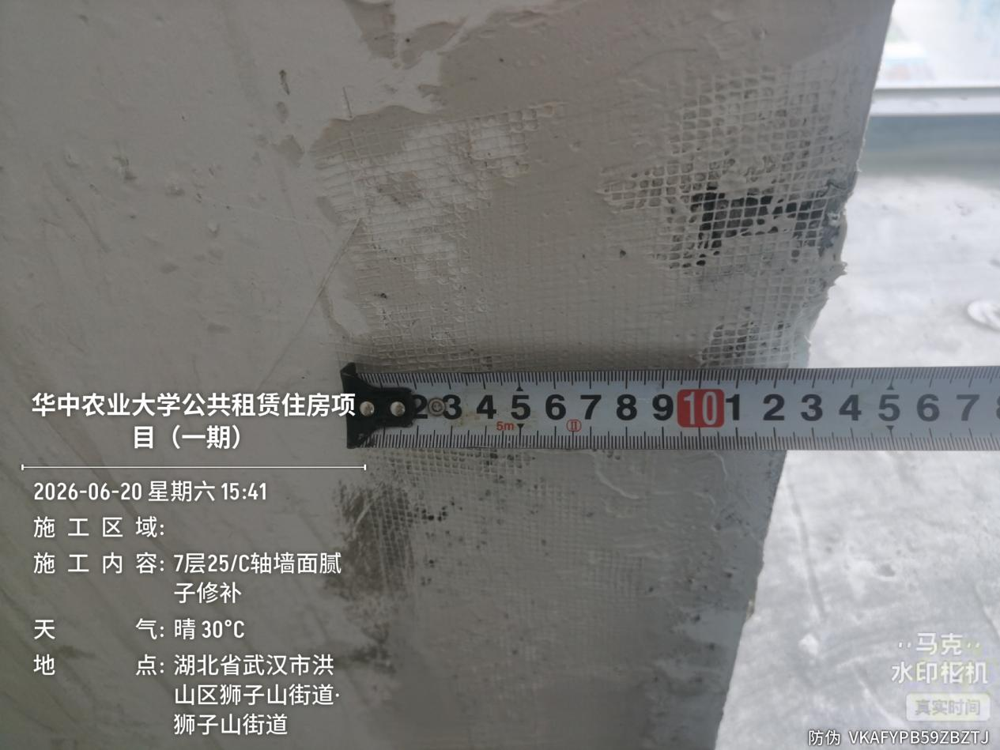 2 3 4 5 6 7 8 9 10 1 2 3 4 5 6 7
5m Ⅱ
华中农业大学公共租赁住房项
目（一期）
2026-06-20 星期六 15:41
施工区域:
施工内容: 7层25/C轴墙面腻
子修补
天气: 晴 30°C
地点: 湖北省武汉市洪
山区狮子山街道·
狮子山街道
马克
水印相机
真实时间
防伪 VKAFYPB59ZBZTJ